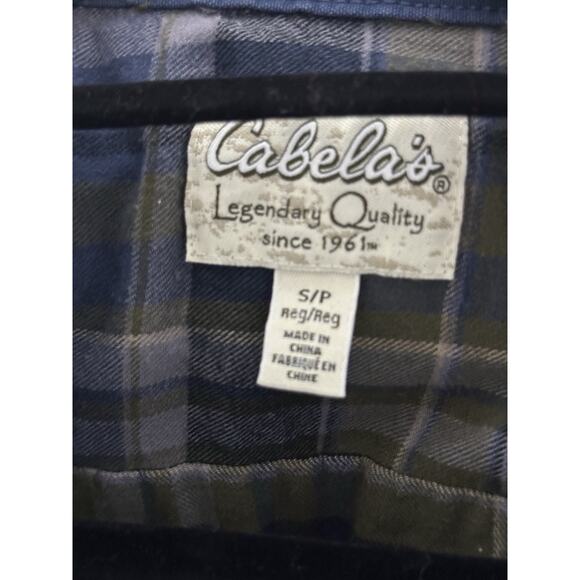 Cabela's®
Legendary Quality
since 1961™
S/P
Reg/Reg
MADE IN
CHINA
FABRIQUÉ EN
CHINE